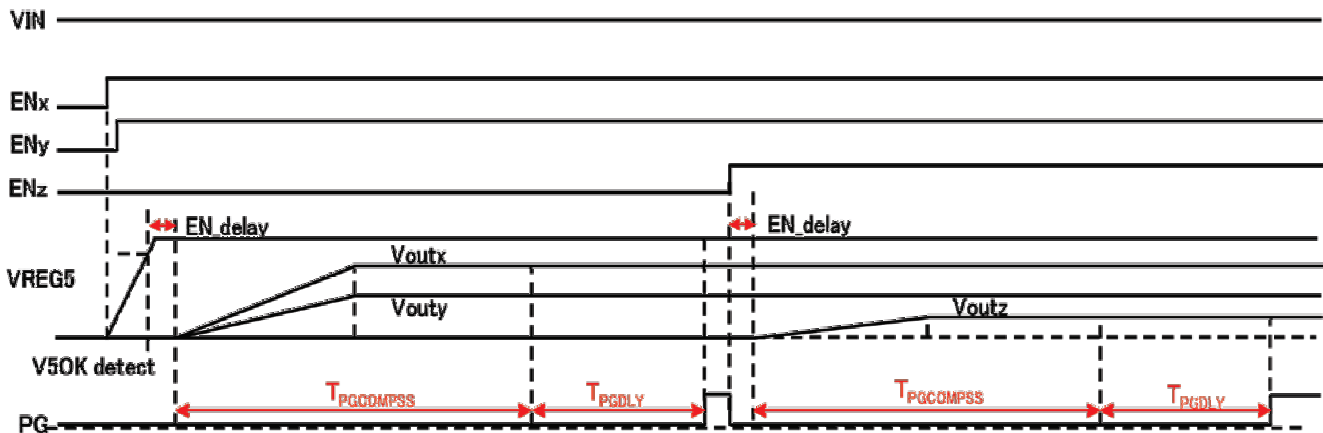 VIN
ENx
ENy
ENz
EN_delay
EN_delay
Voutx
VREG5
Vouty
Voutz
V5OK detect
TPGCOMPSS
TPGDLY
TPGCOMPSS
TPGDLY
PG